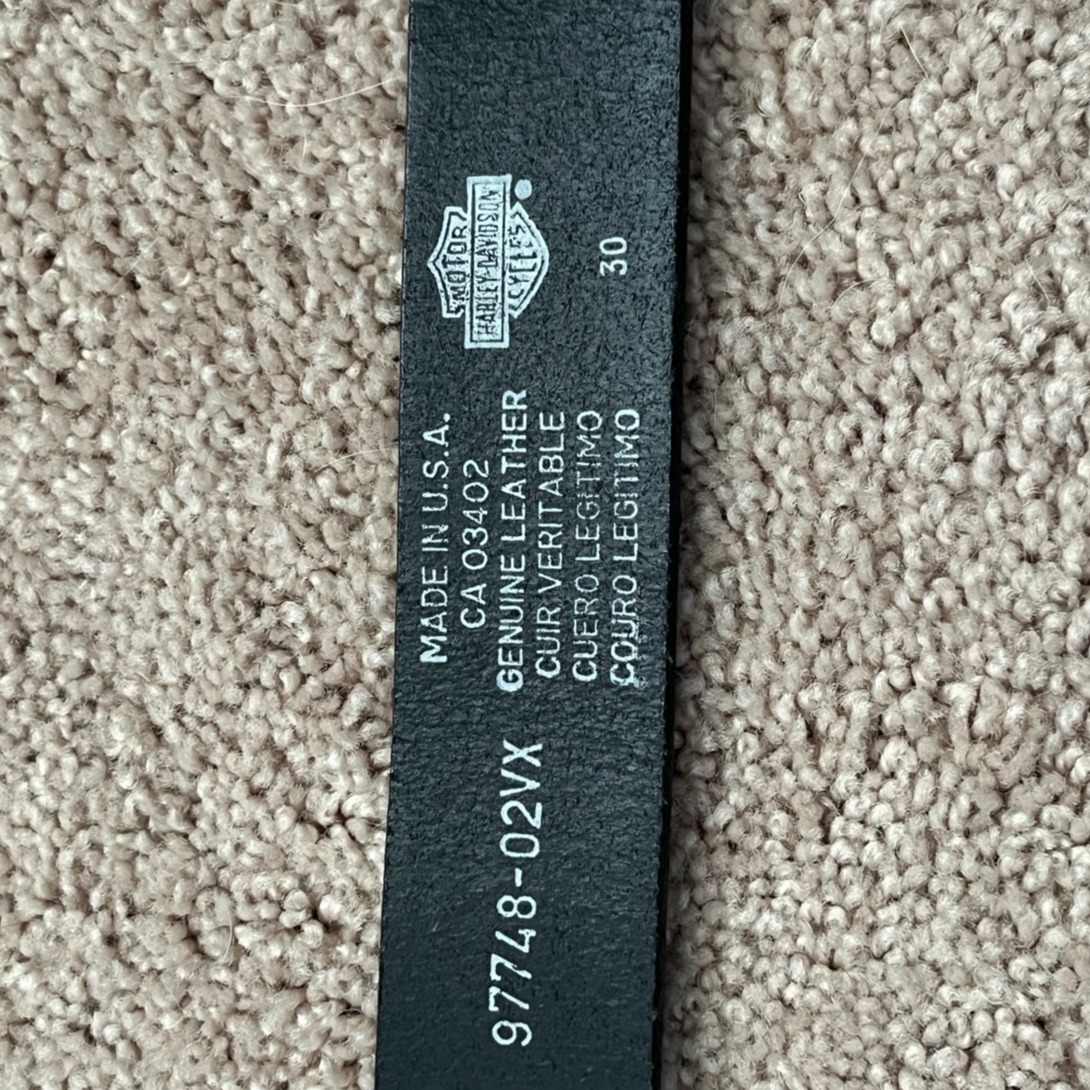 97748-02VX
MADE IN U.S.A.
CA 03402
GENUINE LEATHER
CUIR VERITABLE
CUERO LEGITIMO
COURO LEGITIMO
MOTOR
HARLEY-DAVIDSON
CYCLES
®
30